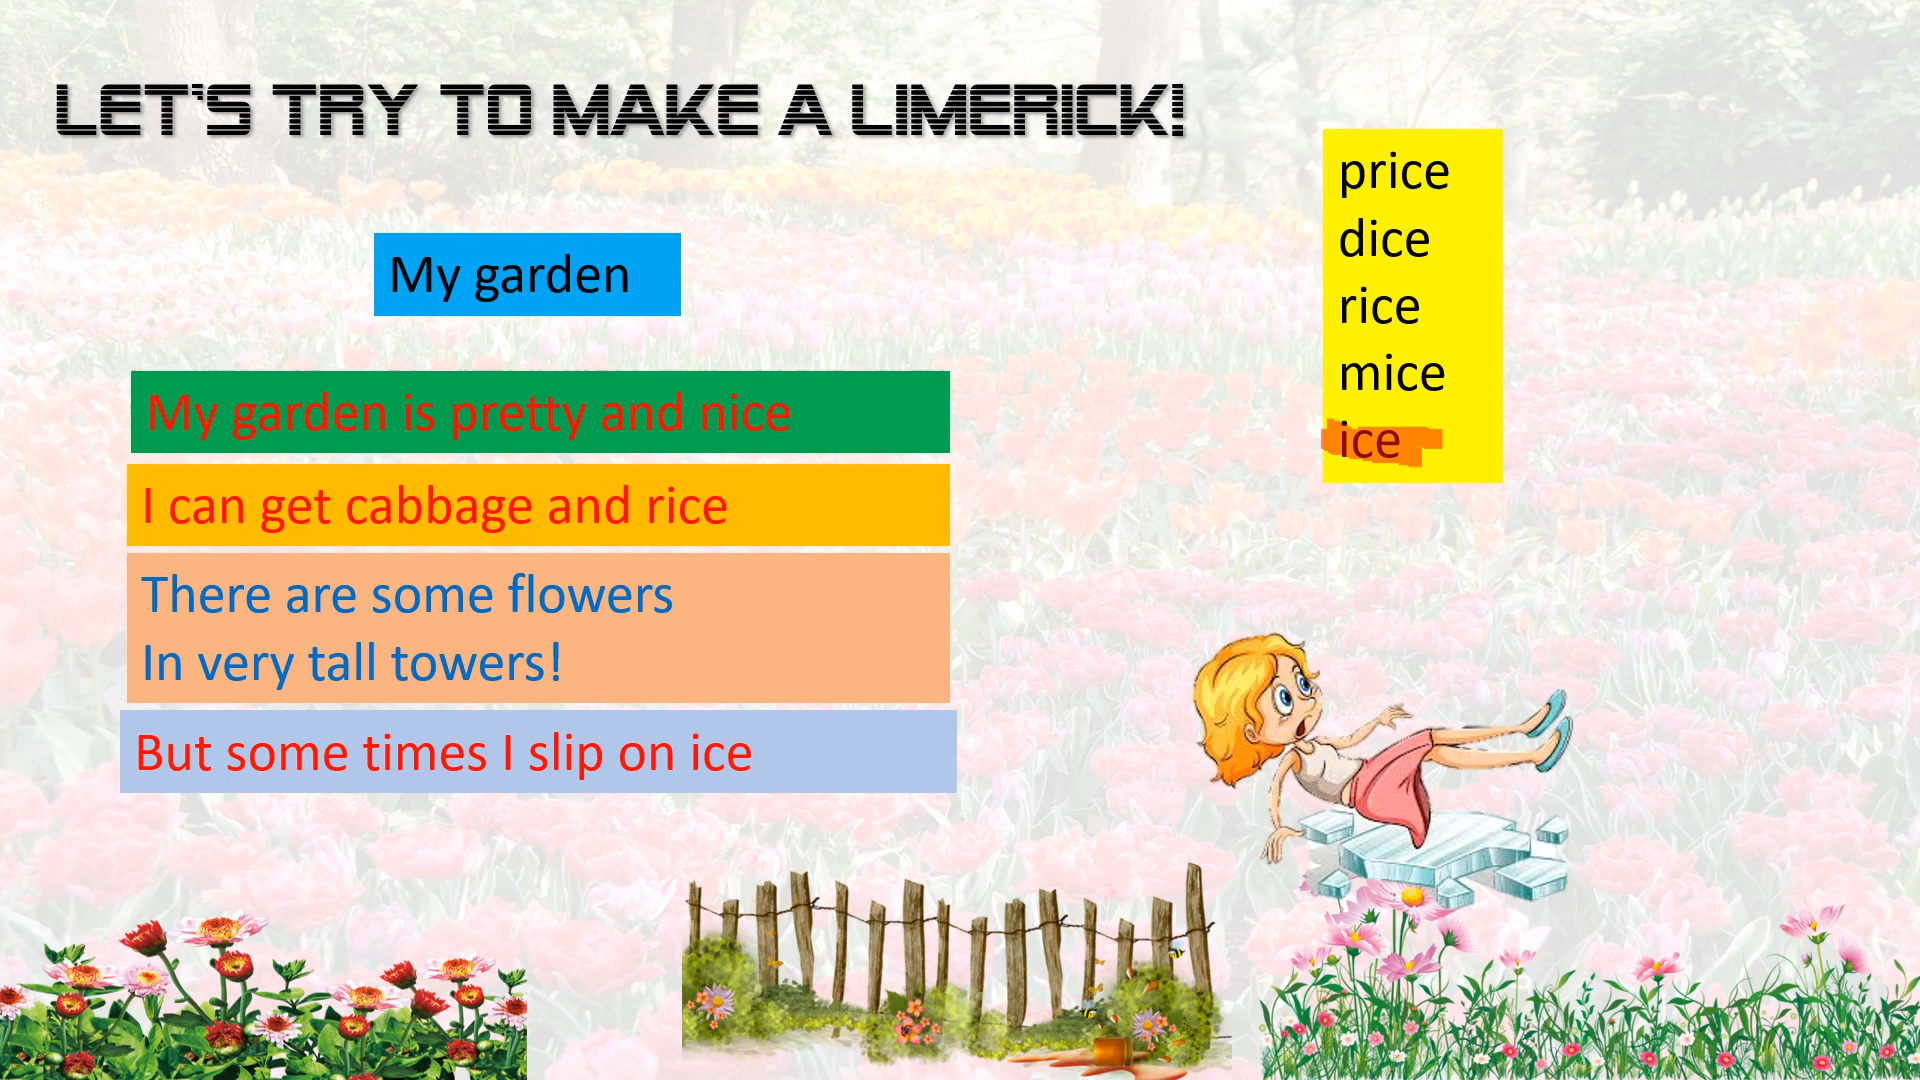 LET'S TRY TO MAKE A LIMERICK!
My garden
My garden is pretty and nice
I can get cabbage and rice
There are some flowers
In very tall towers!
But some times I slip on ice
price
dice
rice
mice
ice